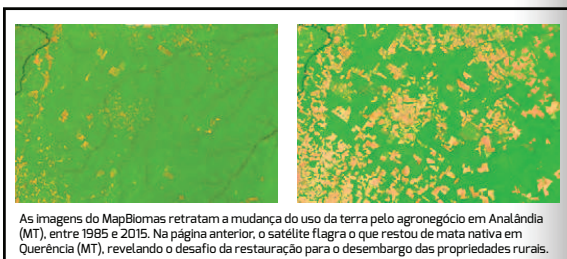 As imagens do MapBiomas retratam a mudança do uso da terra pelo agronegócio em Analândia
(MT), entre 1985 e 2015. Na página anterior, o satélite flagra o que restou de mata nativa em
Querência (MT), revelando o desafio da restauração para o desembargo das propriedades rurais.